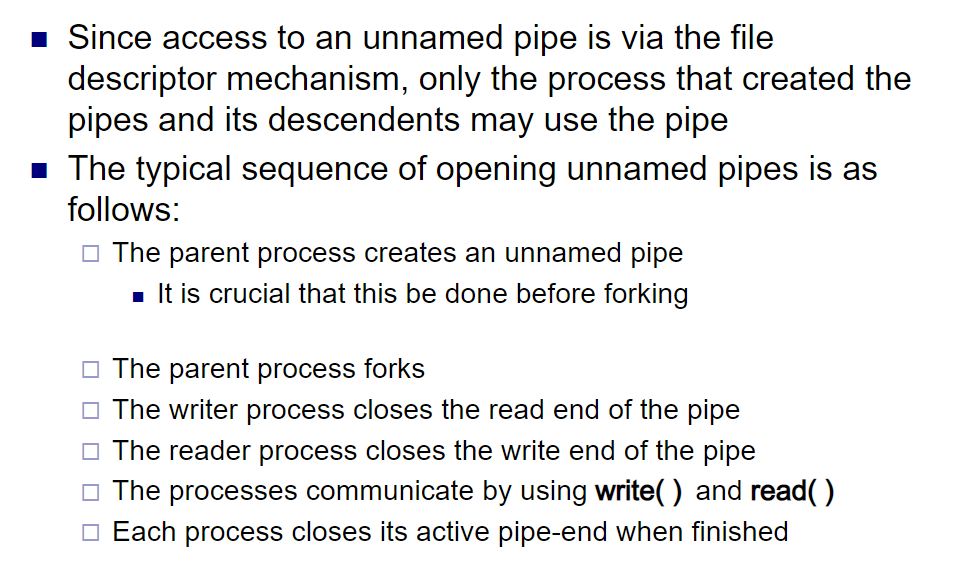 Since access to an unnamed pipe is via the file
descriptor mechanism, only the process that created the
pipes and its descendents may use the pipe
The typical sequence of opening unnamed pipes is as
follows:
The parent process creates an unnamed pipe
It is crucial that this be done before forking
The parent process forks
The writer process closes the read end of the pipe
The reader process closes the write end of the pipe
The processes communicate by using write( ) and read( )
Each process closes its active pipe-end when finished